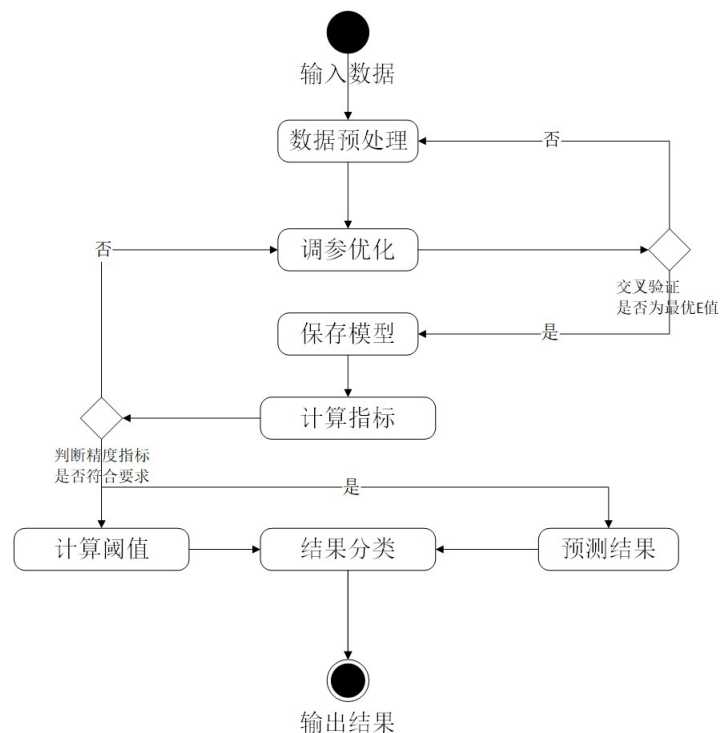 输入数据
数据预处理
否
否
调参优化
交叉验证
是否为最优E值
保存模型
是
计算指标
判断精度指标
是否符合要求
是
计算阈值
结果分类
预测结果
输出结果